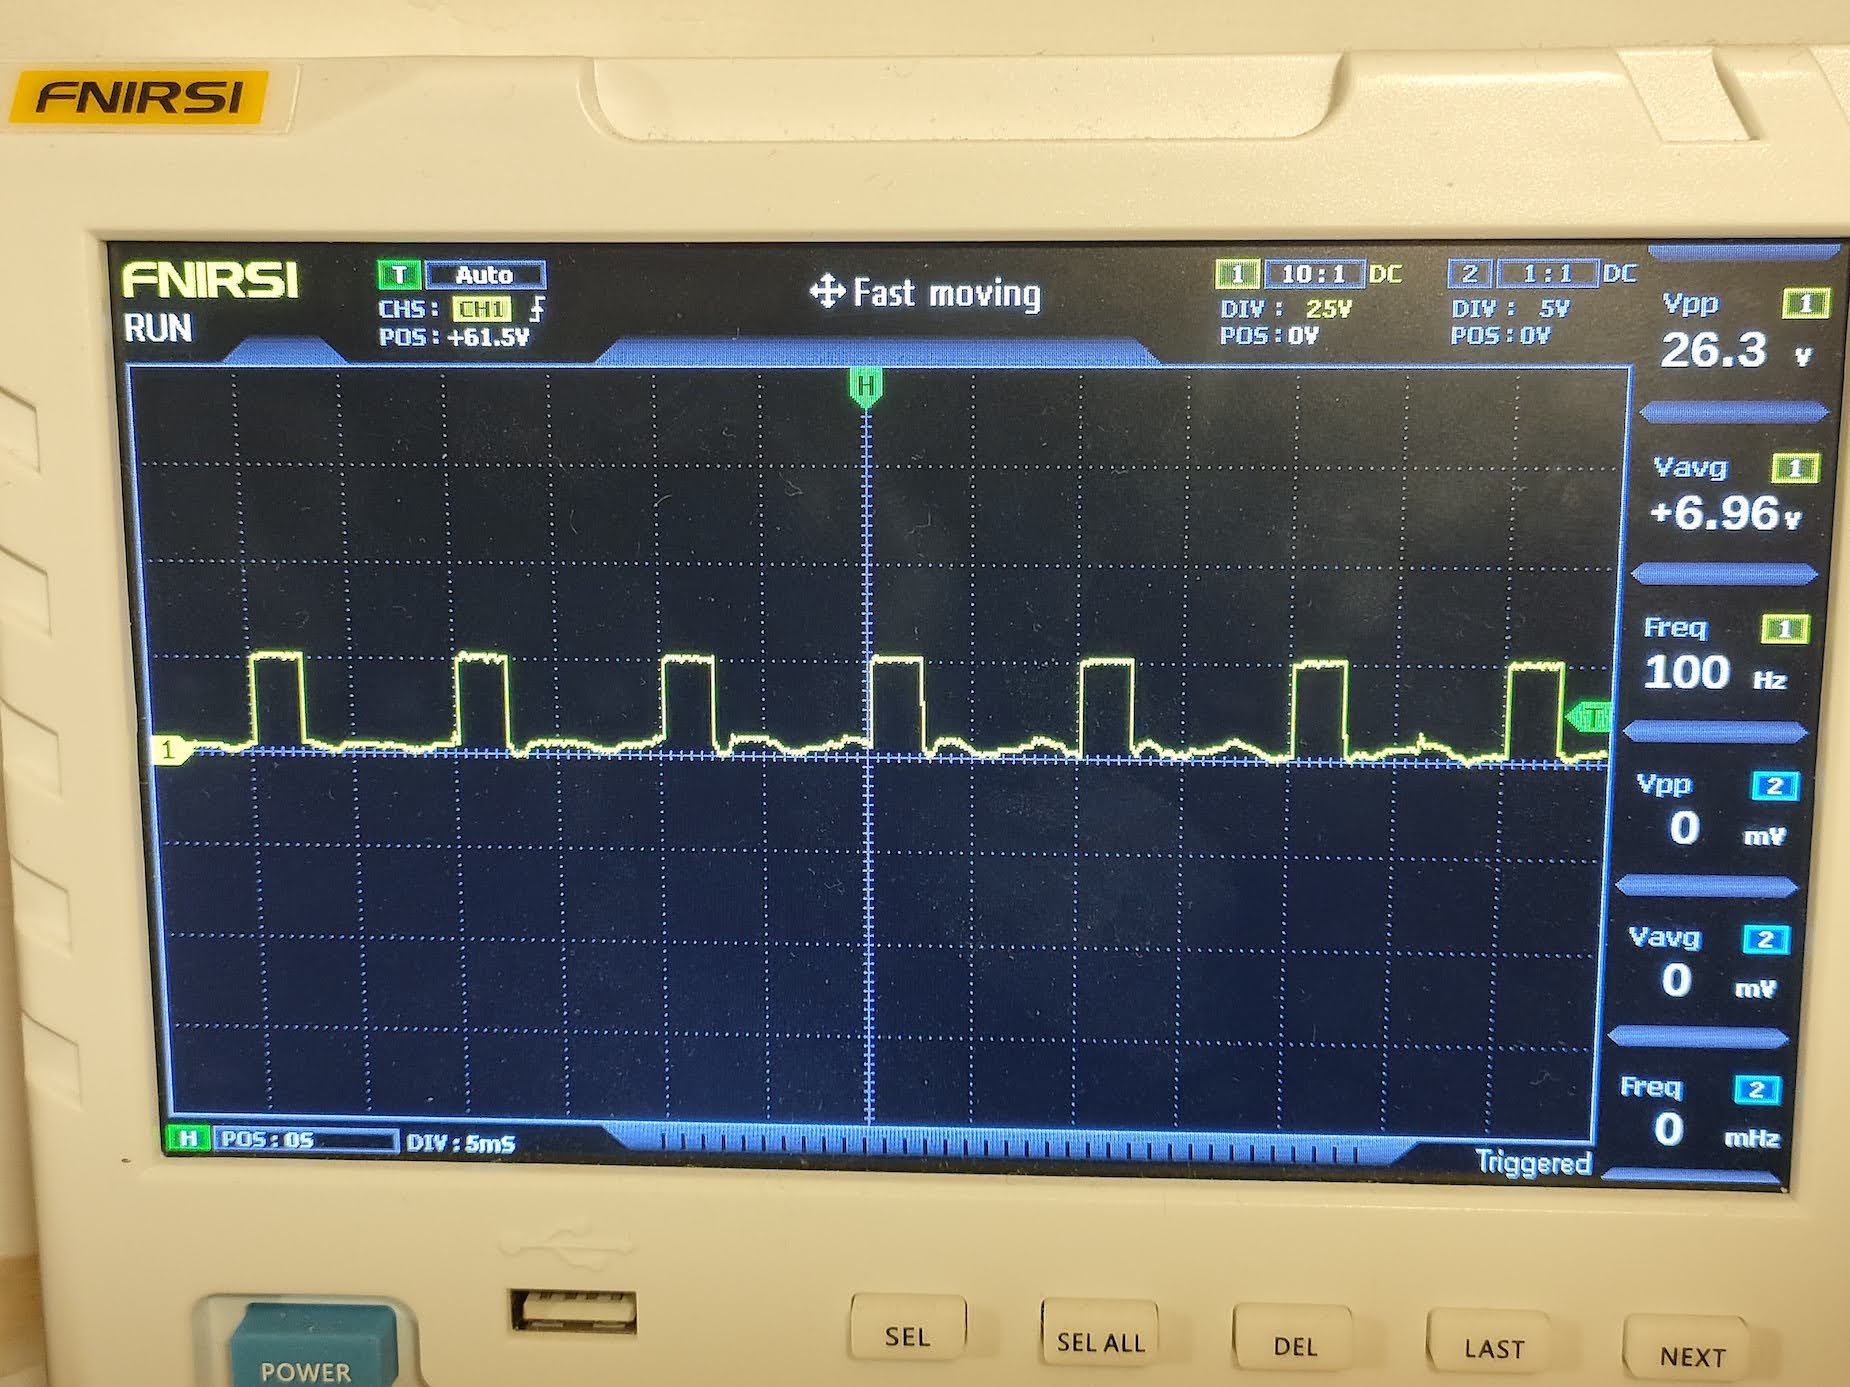 FNIRSI
FNIRSI
RUN
T Auto
CHS: CH1
POS:+61.5V
Fast moving
1 10:1 DC
DIV: 25V
POS:0V
2 1:1 DC
DIV: 5V
POS:0V
Vpp 1
26.3 V
Vavg 1
+6.96V
Freq 1
100 Hz
Vpp 2
0 mV
Vavg 2
0 mV
Freq 2
0 mHz
H
1
T
H POS:0S DIV:5mS
Triggered
POWER
SEL
SEL ALL
DEL
LAST
NEXT